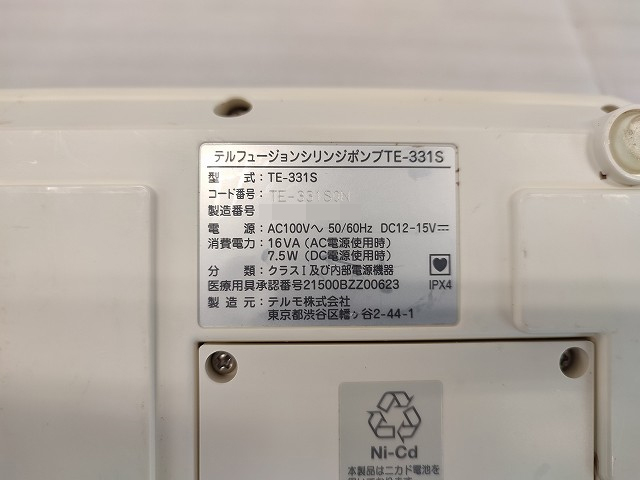 テルフュージョンシリンジポンプTE-331S
型 式：TE-331S
コード番号：TE-331S
製造番号
電 源：AC100V～ 50/60Hz DC12-15V⎓
消費電力：16VA (AC電源使用時)
7.5W (DC電源使用時)
分 類：クラスⅠ及び内部電源機器
医療用具承認番号21500BZZ00623
IPX4
製造元：テルモ株式会社
東京都渋谷区幡ヶ谷2-44-1
Ni-Cd
本製品はニカド電池を